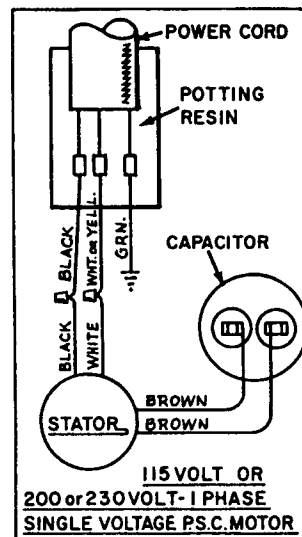 POWER CORD
POTTING
RESIN
BLACK
WHT. or YELL.
GRN.
CAPACITOR
BLACK
WHITE
BROWN
STATOR
BROWN
115 VOLT OR
200 or 230 VOLT-1 PHASE
SINGLE VOLTAGE P.S.C. MOTOR